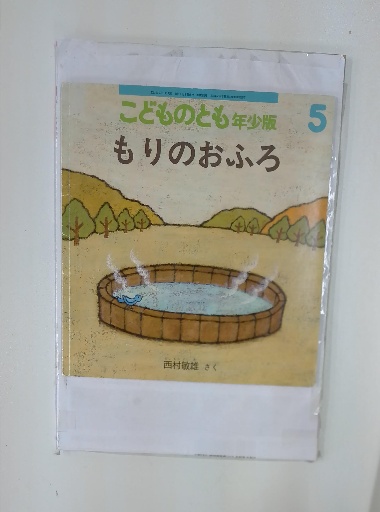 こどものとも年少版
5
もりのおふろ
西村敏雄 さく